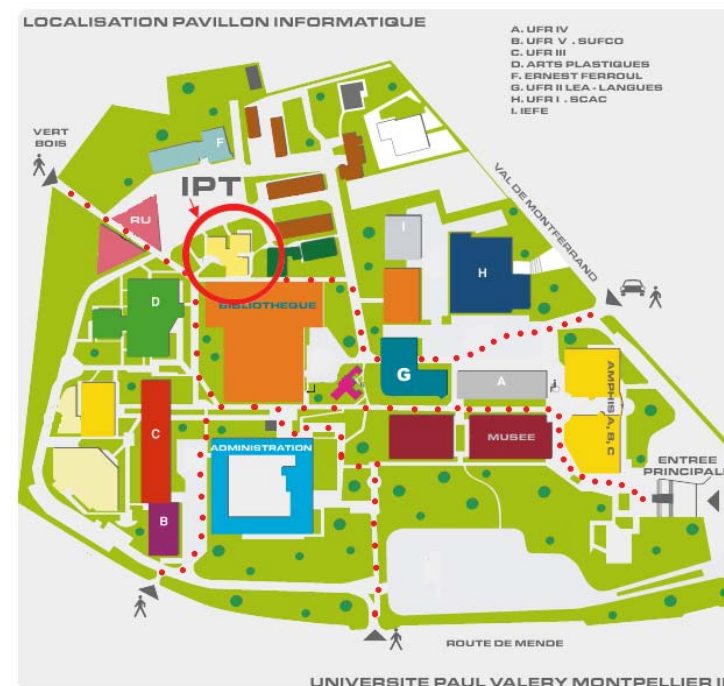 LOCALISATION PAVILLON INFORMATIQUE
A. UFR IV
B. UFR V . SUFCO
C. UFR III
D. ARTS PLASTIQUES
F. ERNEST FERROUL
G. UFR II LEA - LANGUES
H. UFR I . SCAC
I. IEFE
VERT
BOIS
F
IPT
VAL DE MONTFERRAND
RU
I
H
D
BIBLIOTHEQUE
G
A
AMPHIS A, B, C
C
ADMINISTRATION
MUSEE
ENTREE
PRINCIPALE
B
ROUTE DE MENDE
UNIVERSITE PAUL VALERY MONTPELLIER II